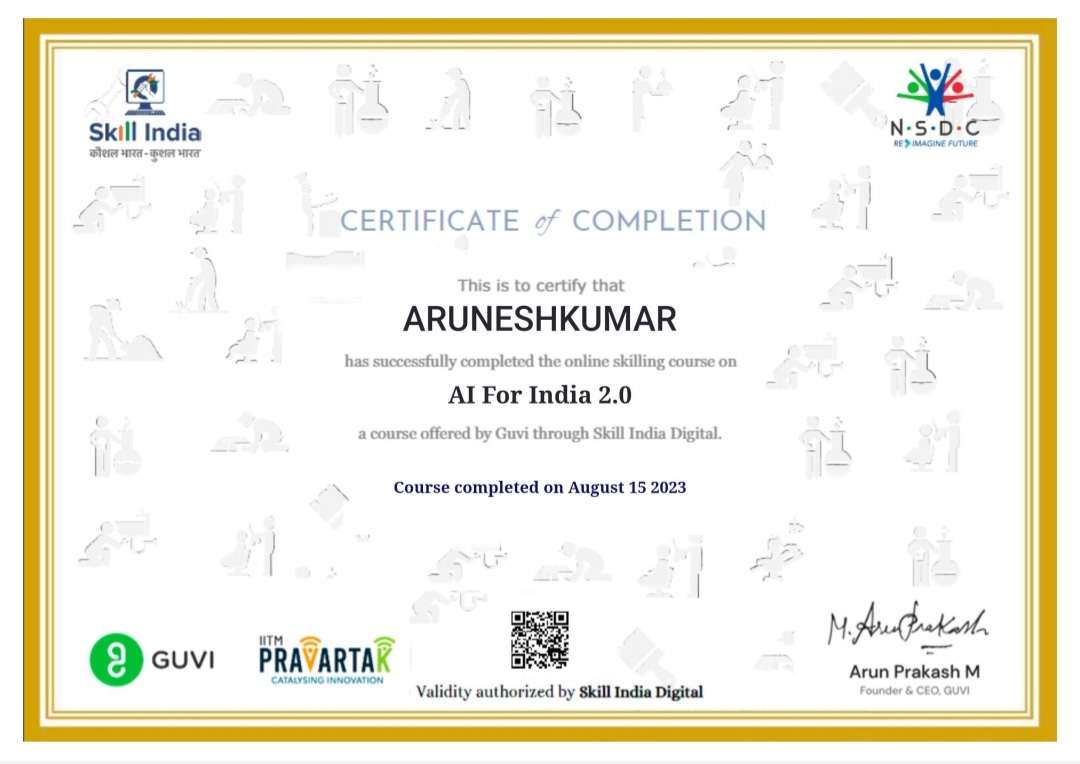 Skill India
कौशल भारत-कुशल भारत
N·S·D·C
RE IMAGINE FUTURE
CERTIFICATE of COMPLETION
This is to certify that
ARUNESHKUMAR
has successfully completed the online skilling course on
AI For India 2.0
a course offered by Guvi through Skill India Digital.
Course completed on August 15 2023
GUVI
IITM
PRAVARTAK
CATALYSING INNOVATION
Validity authorized by Skill India Digital
M. Arun Prakash
Arun Prakash M
Founder & CEO, GUVI